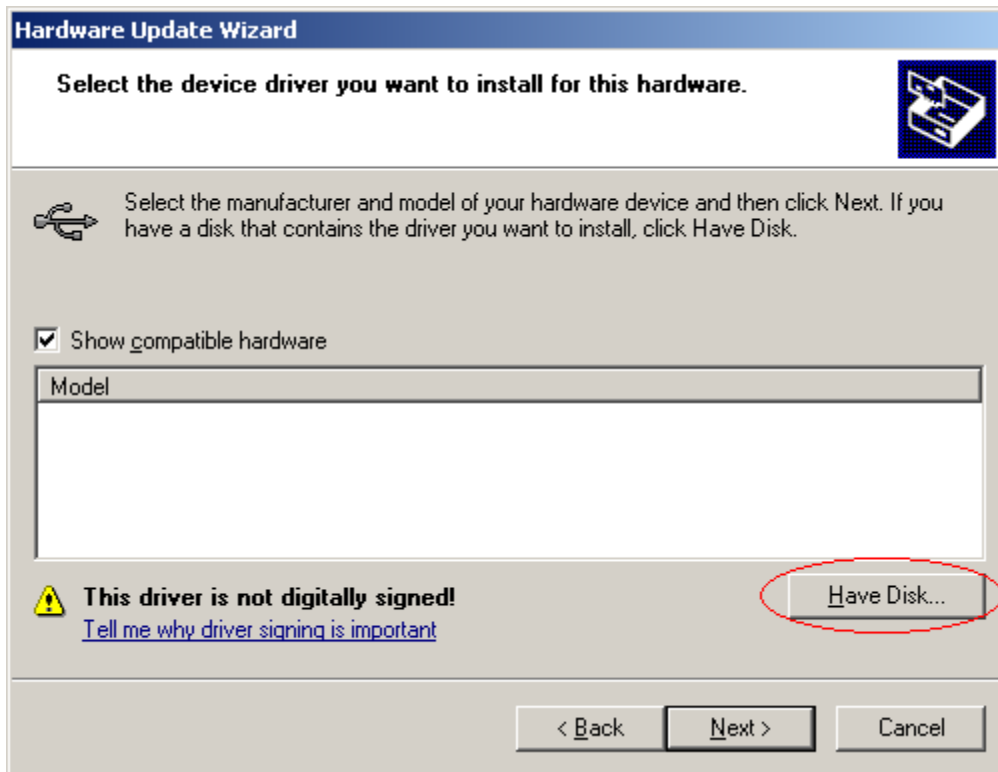 Hardware Update Wizard
Select the device driver you want to install for this hardware.
Select the manufacturer and model of your hardware device and then click Next. If you
have a disk that contains the driver you want to install, click Have Disk.
Show compatible hardware
Model
This driver is not digitally signed!
Have Disk...
Tell me why driver signing is important
< Back
Next >
Cancel